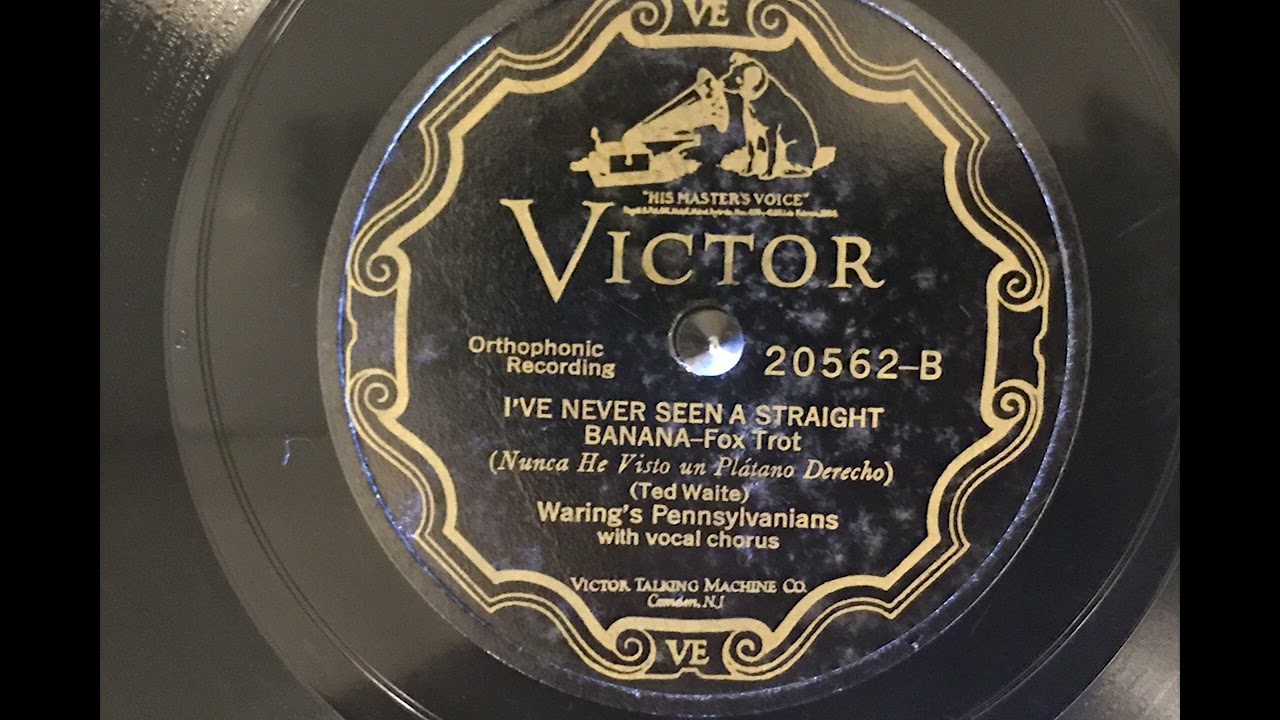 VE
"HIS MASTER'S VOICE"
VICTOR
Orthophonic
Recording
20562-B
I'VE NEVER SEEN A STRAIGHT
BANANA-Fox Trot
(Nunca He Visto un Plátano Derecho)
(Ted Waite)
Waring's Pennsylvanians
with vocal chorus
VICTOR TALKING MACHINE CO.
Camden, N.J
VE